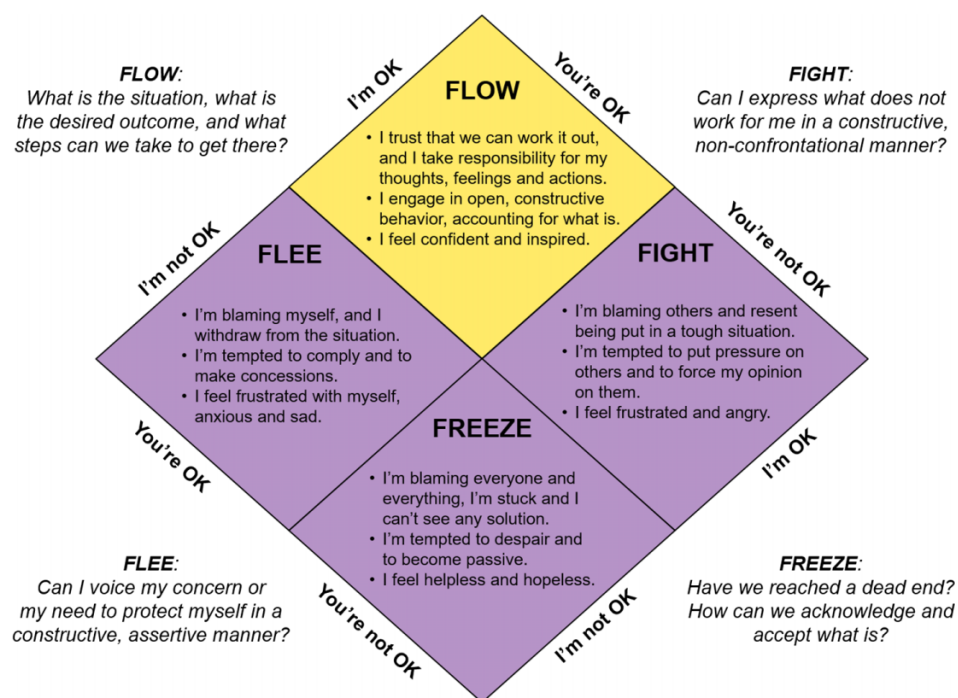 FLOW:
What is the situation, what is
the desired outcome, and what
steps can we take to get there?
I'm OK
You're OK
FIGHT:
Can I express what does not
work for me in a constructive,
non-confrontational manner?
FLOW
• I trust that we can work it out,
and I take responsibility for my
thoughts, feelings and actions.
• I engage in open, constructive
behavior, accounting for what is.
• I feel confident and inspired.
I'm not OK
You're not OK
FLEE
• I'm blaming myself, and I
withdraw from the situation.
• I'm tempted to comply and to
make concessions.
• I feel frustrated with myself,
anxious and sad.
FIGHT
• I'm blaming others and resent
being put in a tough situation.
• I'm tempted to put pressure on
others and to force my opinion
on them.
• I feel frustrated and angry.
You're OK
I'm OK
FREEZE
• I'm blaming everyone and
everything, I'm stuck and I
can't see any solution.
• I'm tempted to despair and
to become passive.
• I feel helpless and hopeless.
FLEE:
Can I voice my concern or
my need to protect myself in a
constructive, assertive manner?
You're not OK
I'm not OK
FREEZE:
Have we reached a dead end?
How can we acknowledge and
accept what is?